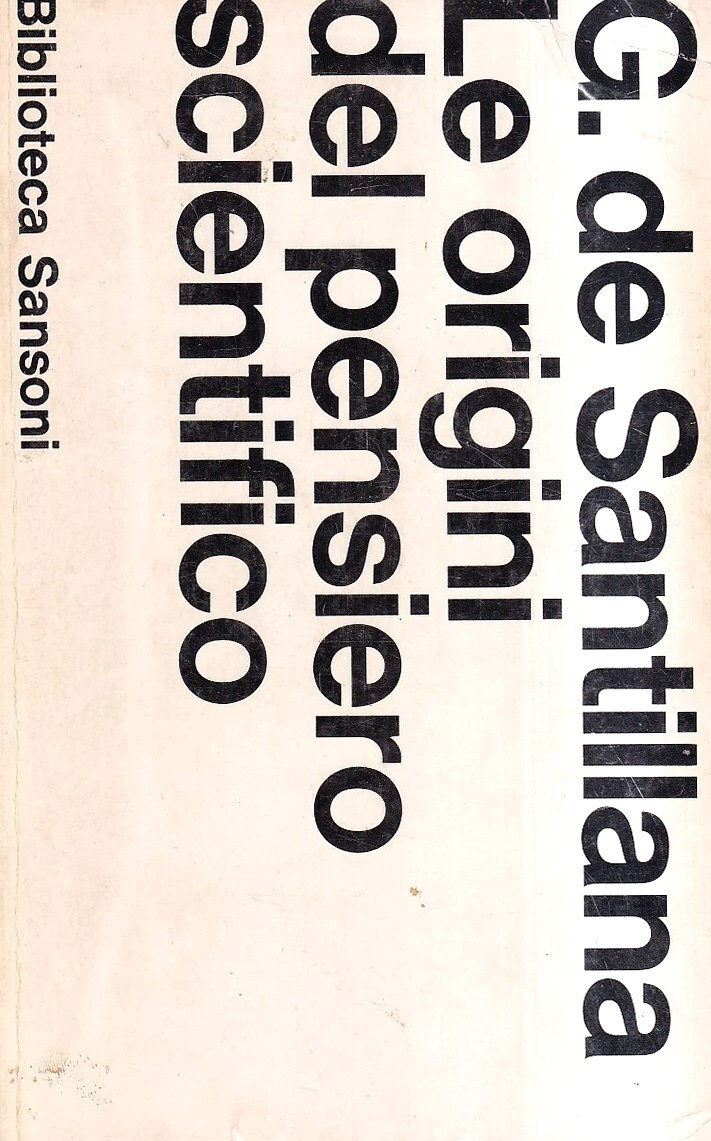 G. de Santillana
Le origini
del pensiero
scientifico
Biblioteca Sansoni